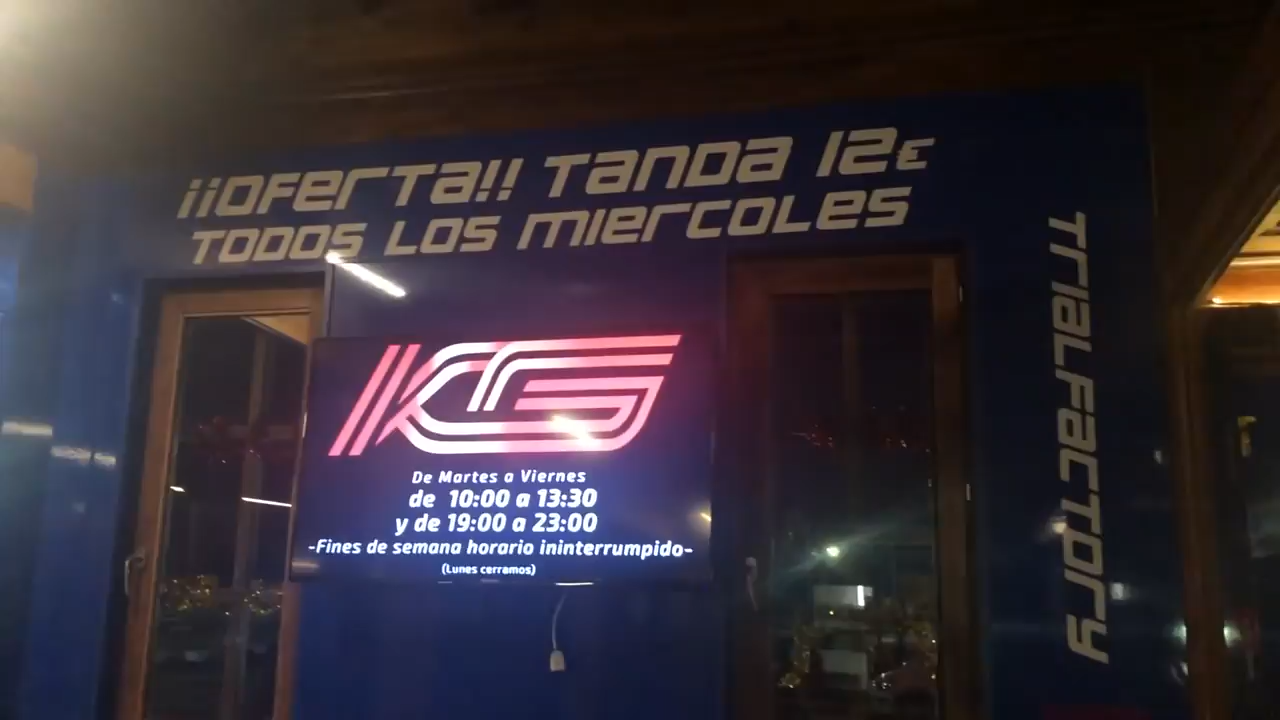 ¡¡OFERTA!! TANDA 12€
TODOS LOS MIERCOLES
KG
De Martes a Viernes
de 10:00 a 13:30
y de 19:00 a 23:00
-Fines de semana horario ininterrumpido-
(Lunes cerramos)
TRIALFACTORY